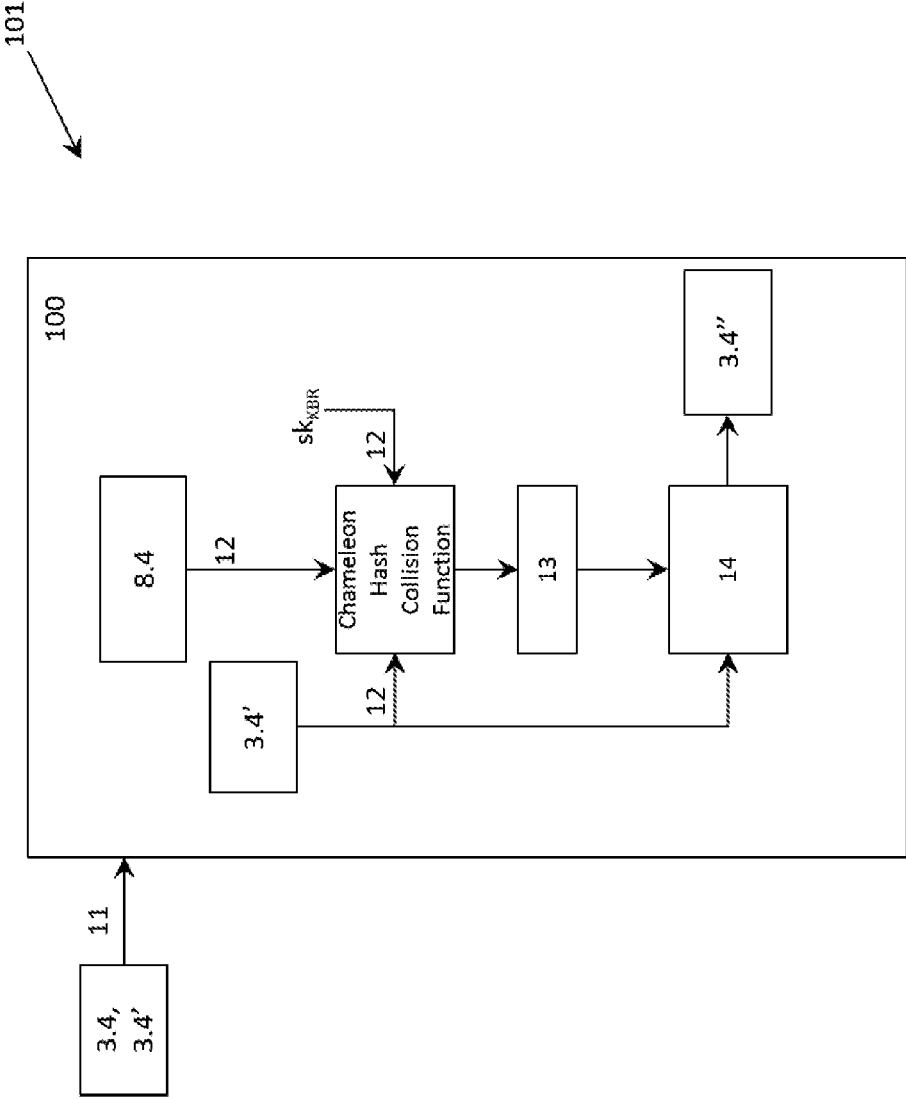 101
100
11
3.4,
3.4'
8.4
12
3.4'
sk_KBR
12
12
Chameleon
Hash
Collision
Function
13
14
3.4''